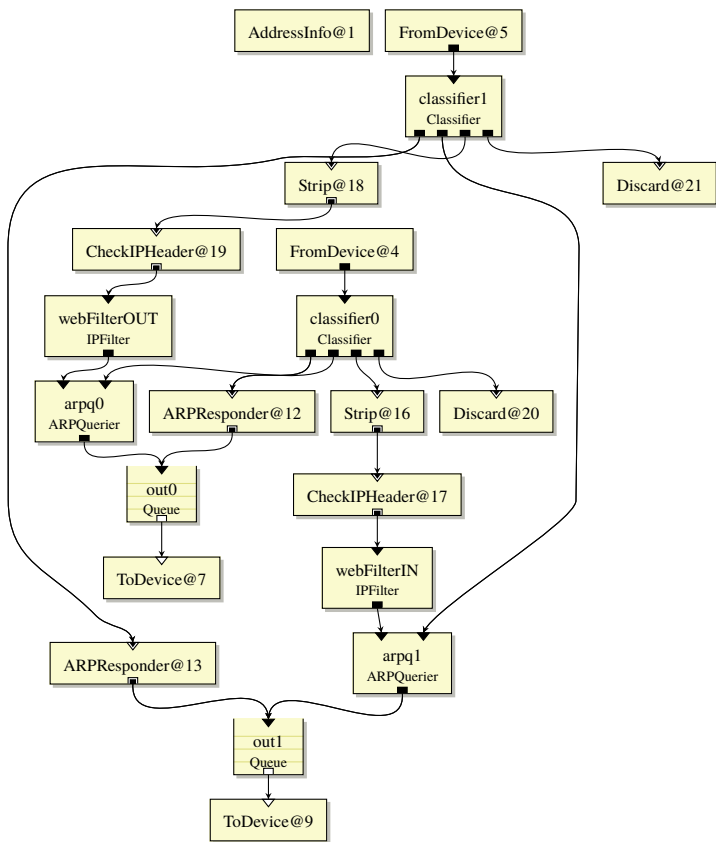 AddressInfo@1
FromDevice@5
classifier1
Classifier
Strip@18
Discard@21
CheckIPHeader@19
FromDevice@4
webFilterOUT
IPFilter
classifier0
Classifier
arpq0
ARPQuerier
ARPResponder@12
Strip@16
Discard@20
out0
Queue
CheckIPHeader@17
ToDevice@7
webFilterIN
IPFilter
ARPResponder@13
arpq1
ARPQuerier
out1
Queue
ToDevice@9